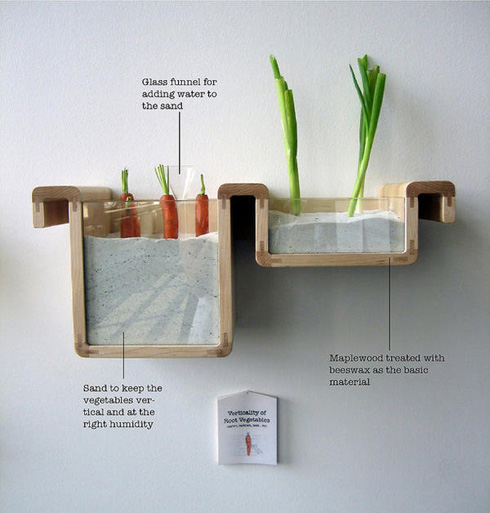 Glass funnel for
adding water to
the sand
Sand to keep the
vegetables ver-
tical and at the
right humidity
Maplewood treated with
beeswax as the basic
material
Verticality of
Root Vegetables